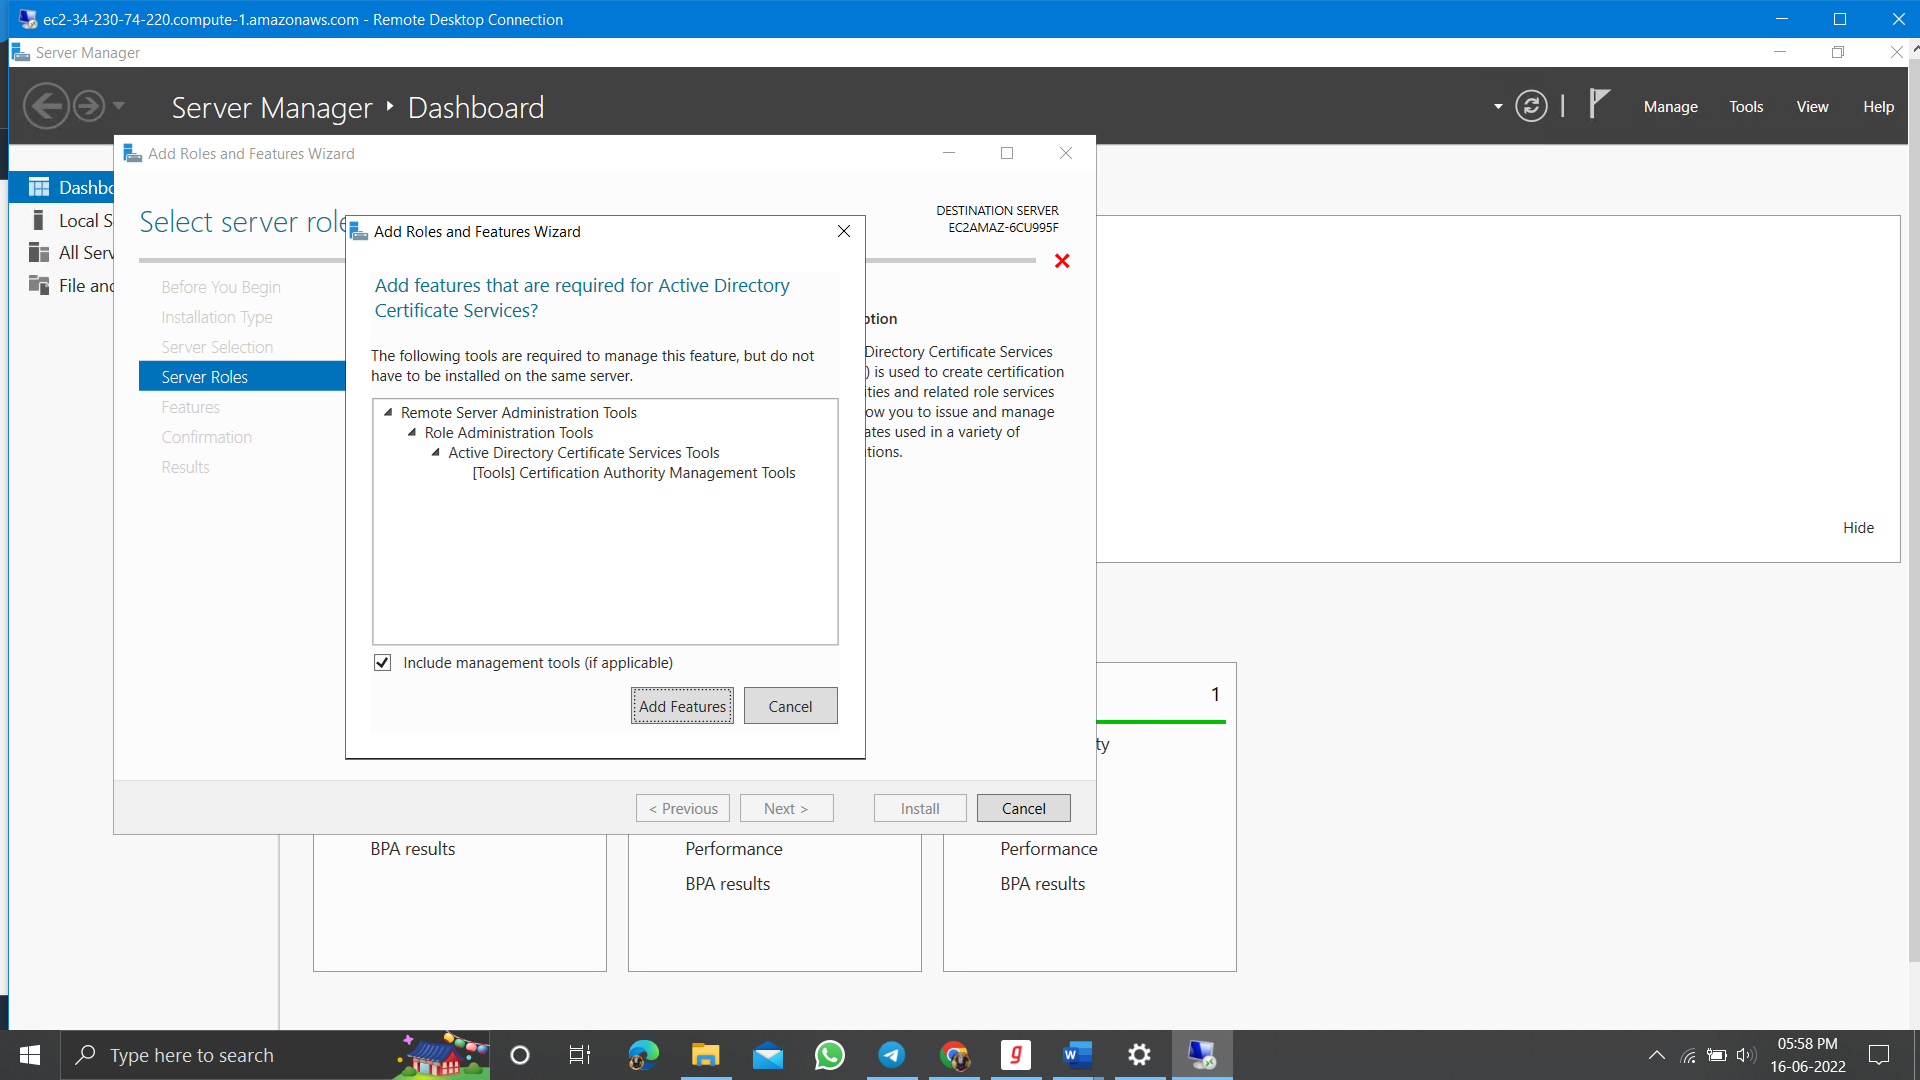 ec2-34-230-74-220.compute-1.amazonaws.com - Remote Desktop Connection
Server Manager
Server Manager
Dashboard
Manage
Tools
View
Help
Add Roles and Features Wizard
Dashbo
Local S
All Serv
File and
Select server role
DESTINATION SERVER
EC2AMAZ-6CU995F
Before You Begin
Installation Type
Server Selection
Server Roles
Features
Confirmation
Results
Add Roles and Features Wizard
Add features that are required for Active Directory
Certificate Services?
The following tools are required to manage this feature, but do not
have to be installed on the same server.
Remote Server Administration Tools
Role Administration Tools
Active Directory Certificate Services Tools
[Tools] Certification Authority Management Tools
Include management tools (if applicable)
Add Features
Cancel
ption
Directory Certificate Services
) is used to create certification
ities and related role services
ow you to issue and manage
ates used in a variety of
tions.
Hide
1
ty
< Previous
Next >
Install
Cancel
BPA results
Performance
BPA results
Performance
BPA results
Type here to search
05:58 PM
16-06-2022